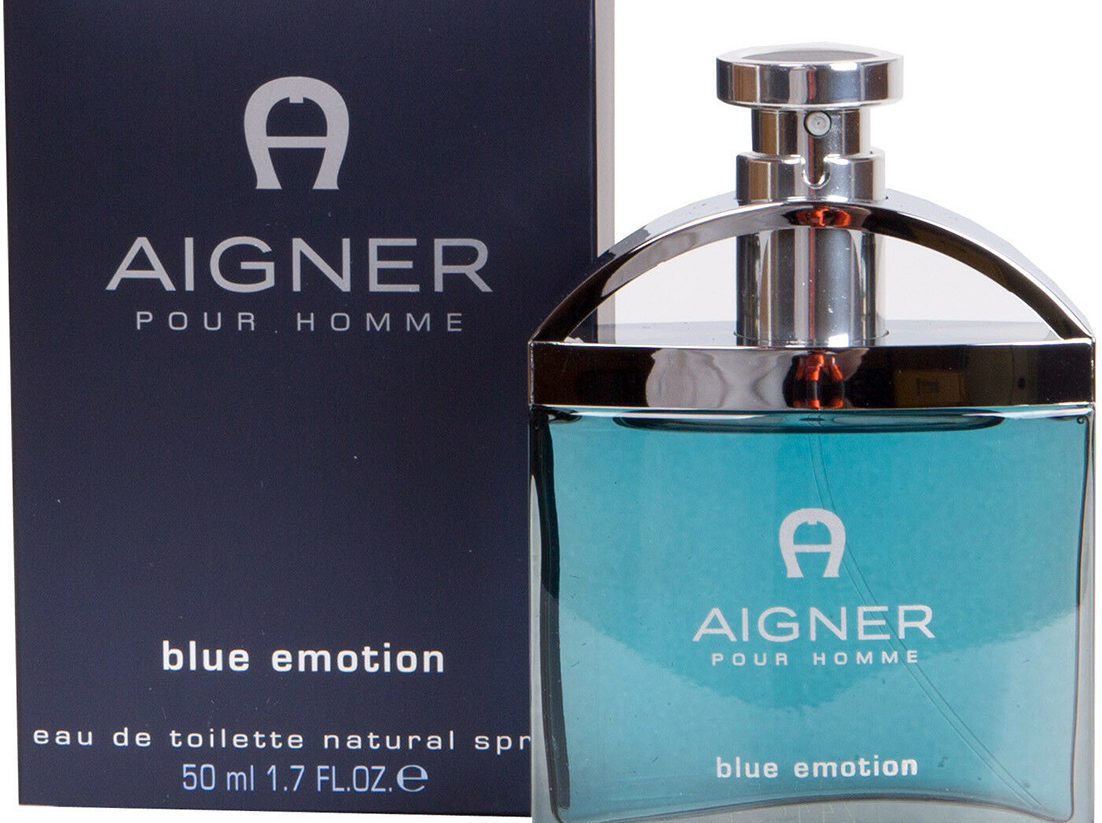 AIGNER
POUR HOMME
blue emotion
eau de toilette natural spr
50 ml 1.7 FL.OZ. ℮
AIGNER
POUR HOMME
blue emotion